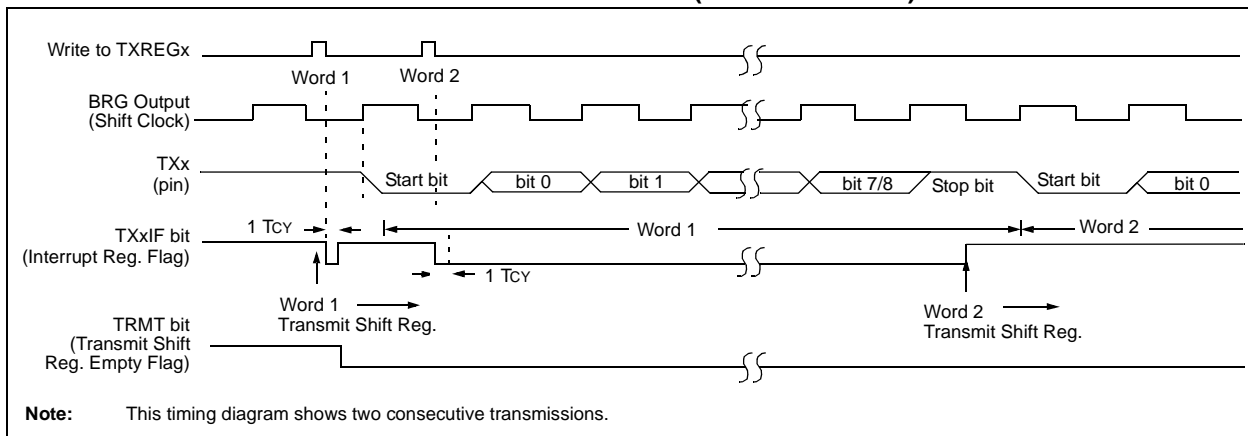 Write to TXREGx
Word 1
Word 2
BRG Output
(Shift Clock)
TXx
(pin)
Start bit
bit 0
bit 1
bit 7/8
Stop bit
Start bit
bit 0
1 TCY
TXxIF bit
(Interrupt Reg. Flag)
Word 1
Word 2
1 TCY
Word 1
Transmit Shift Reg.
Word 2
Transmit Shift Reg.
TRMT bit
(Transmit Shift
Reg. Empty Flag)
Note: This timing diagram shows two consecutive transmissions.